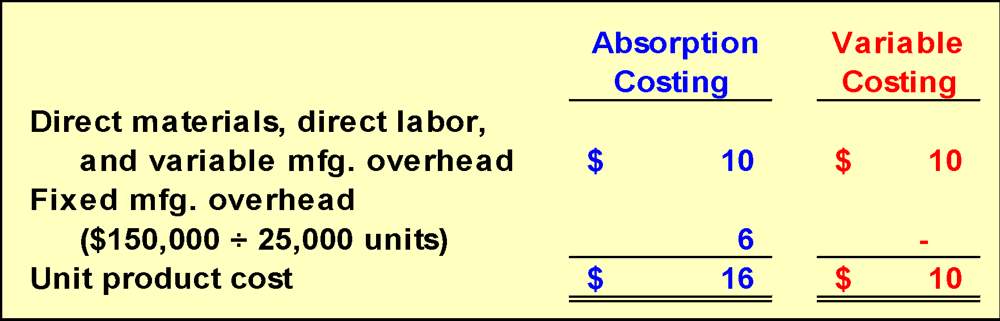 Absorption Variable
Costing Costing
Direct materials, direct labor,
and variable mfg. overhead $ 10 $ 10
Fixed mfg. overhead
($150,000 ÷ 25,000 units) 6 -
Unit product cost $ 16 $ 10